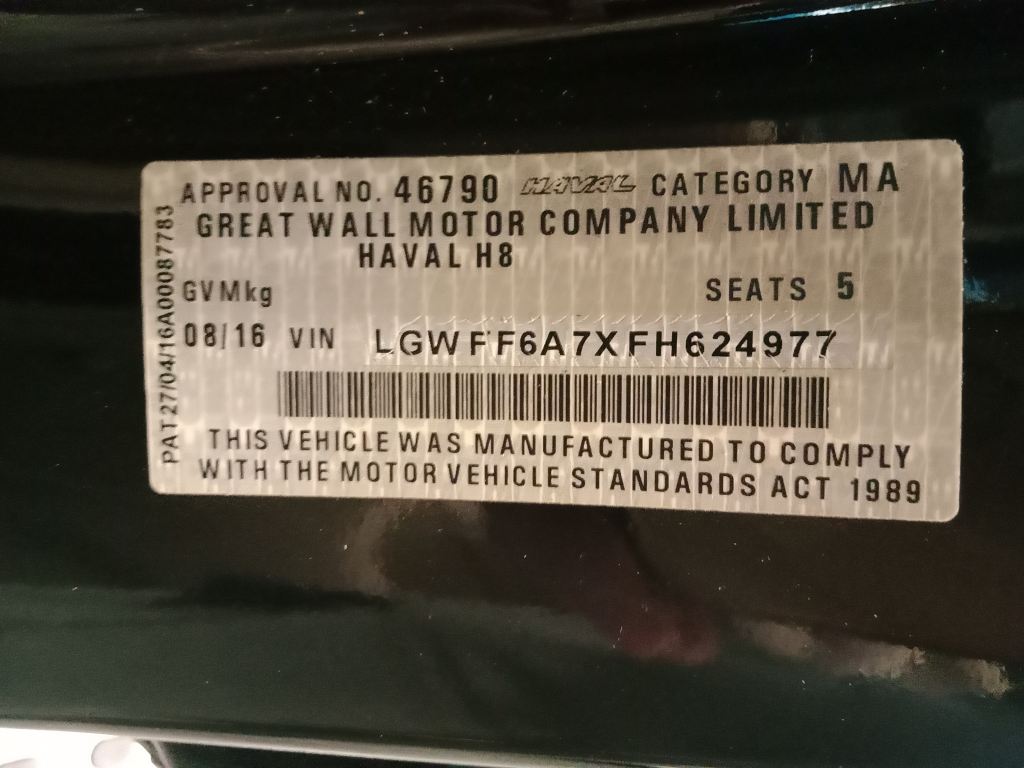 APPROVAL NO. 46790 HAVAL CATEGORY MA
GREAT WALL MOTOR COMPANY LIMITED
HAVAL H8
GVMkg SEATS 5
08/16 VIN LGWFF6A7XFH624977
THIS VEHICLE WAS MANUFACTURED TO COMPLY
WITH THE MOTOR VEHICLE STANDARDS ACT 1989
PAT27/04/16A00087783